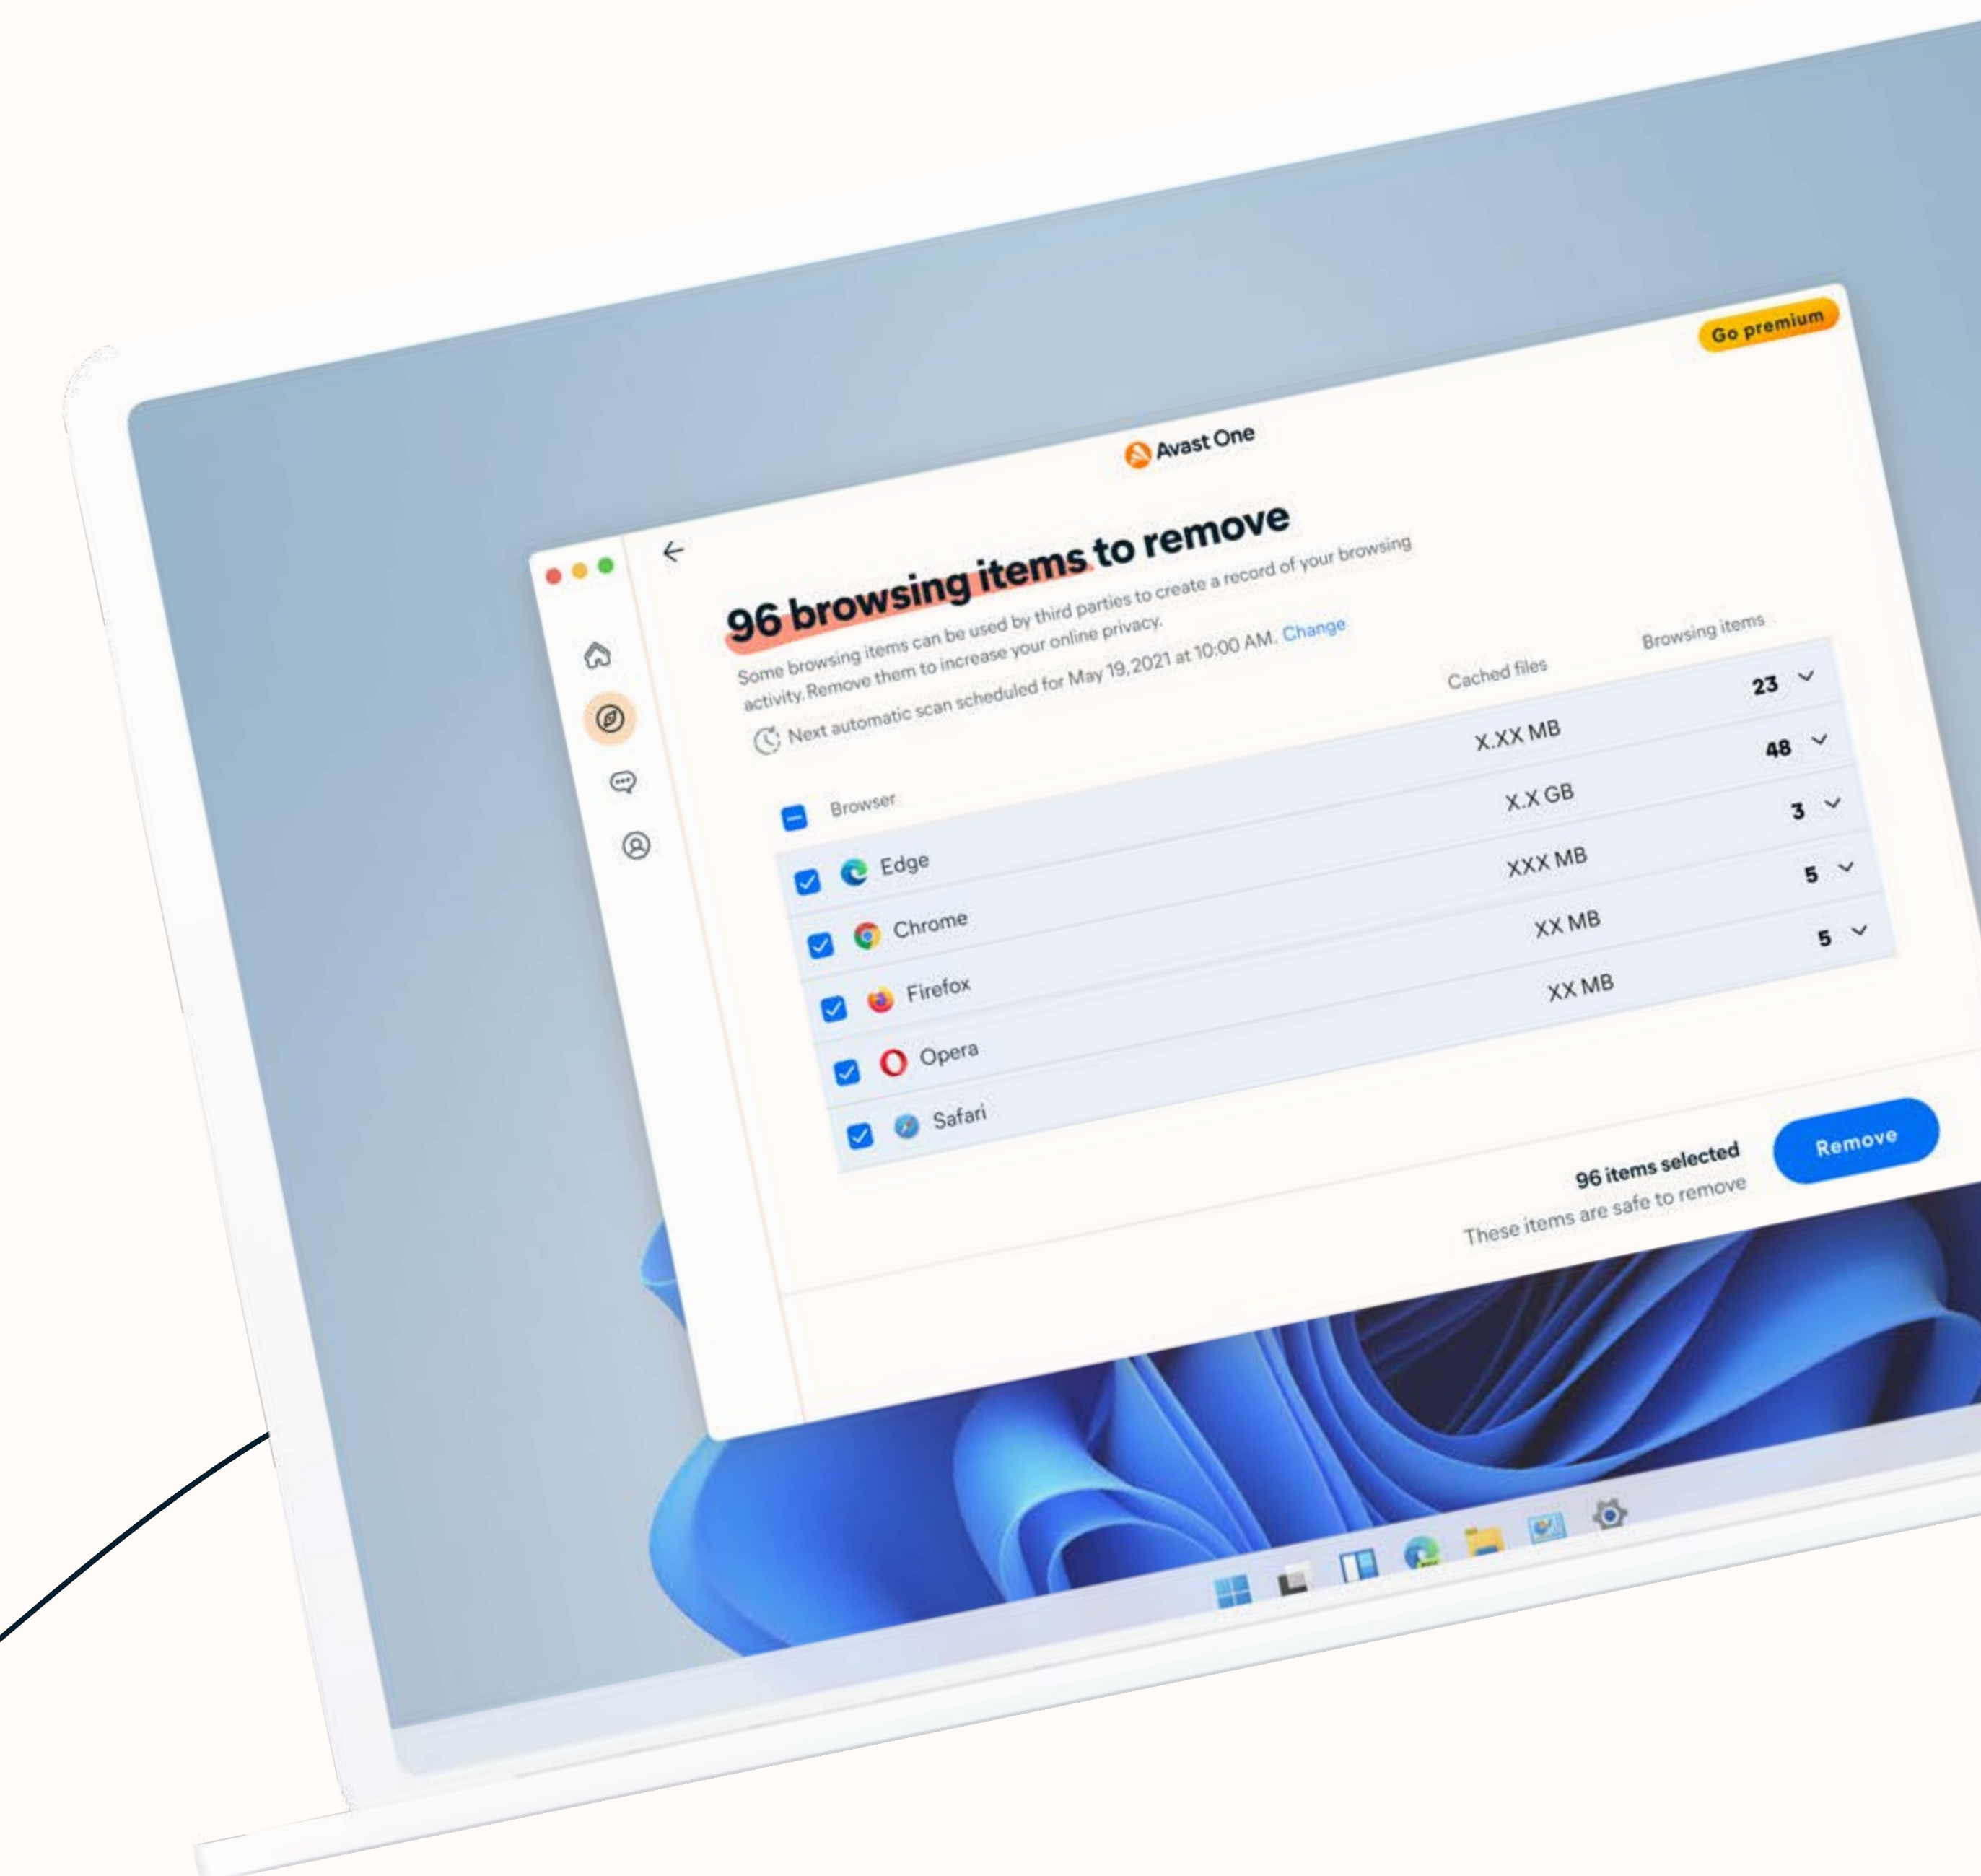 Go premium
Avast One
96 browsing items to remove
Some browsing items can be used by third parties to create a record of your browsing
activity. Remove them to increase your online privacy.
Next automatic scan scheduled for May 19, 2021 at 10:00 AM. Change
Browser Cached files Browsing items
Edge X.XX MB 23
Chrome X.X GB 48
Firefox XXX MB 3
Opera XX MB 5
Safari XX MB 5
96 items selected
These items are safe to remove
Remove